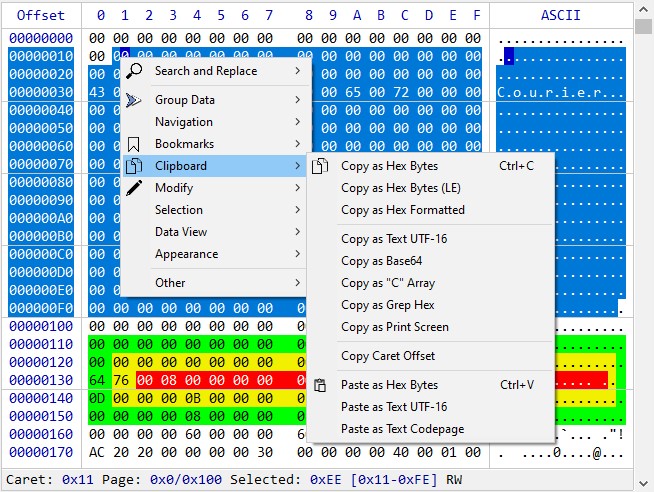 Offset 0 1 2 3 4 5 6 7 8 9 A B C D E F ASCII
00000000 00 00 00 00 00 00 00 00 00 00 00 00 00 00 00 00 ................
00000010 00 00 00 00 00 00 00 00 00 00 00 00 00 00 00 00 ................
00000020 00 00 00 00 00 00 00 00
00000030 43 00 00 65 00 72 00 00 00 C.o.u.r.i.e.r...
00000040 00 00 00 00 00 00 00 00
00000050 00 00 00 00 00 00 00 00
00000060 00 00 00 00 00 00 00 00
00000070 00
00000080 00
00000090 00
000000A0 00
000000B0 00
000000C0 00
000000D0 00
000000E0 00
000000F0 00 00 00 00 00 00 00 00
00000100 00 00 00 00 00 00 00 00
00000110 00 00 00 00 00 00 00 00
00000120 00 00 00 00 00 00 00 00
00000130 64 76 00 08 00 00 00 00
00000140 0D 00 00 00 0B 00 00 00
00000150 00 00 00 08 00 00 00 00
00000160 00 00 00 00 60 00 00 00 .`... ."!
00000170 AC 20 20 00 00 00 00 30 00 00 00 00 00 40 00 01 00 . ....0....@...
Search and Replace
Group Data
Navigation
Bookmarks
Clipboard
Modify
Selection
Data View
Appearance
Other
Copy as Hex Bytes Ctrl+C
Copy as Hex Bytes (LE)
Copy as Hex Formatted
Copy as Text UTF-16
Copy as Base64
Copy as "C" Array
Copy as Grep Hex
Copy as Print Screen
Copy Caret Offset
Paste as Hex Bytes Ctrl+V
Paste as Text UTF-16
Paste as Text Codepage
Caret: 0x11 Page: 0x0/0x100 Selected: 0xEE [0x11-0xFE] RW